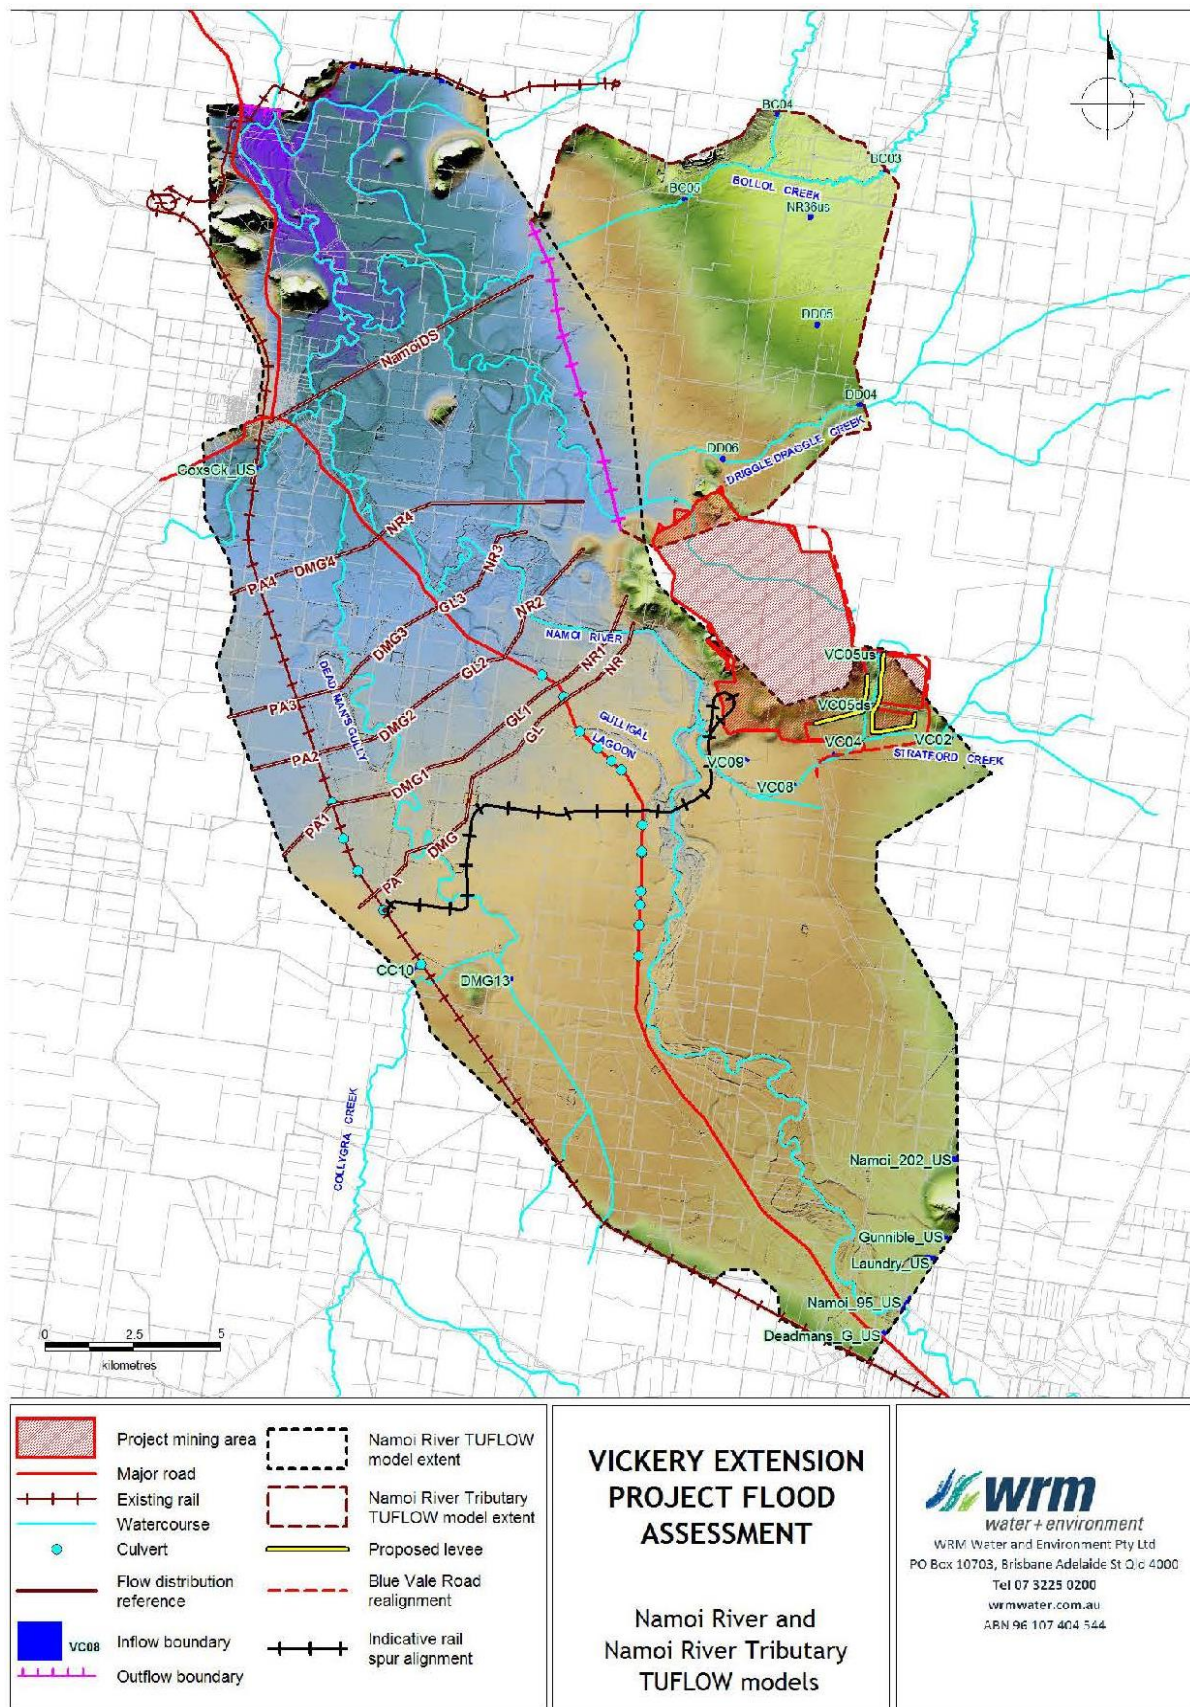 BC04
BC03
BOLLOL CREEK
BC05
NR36us
DD05
NamoiDS
DD04
DD06
DRIGGLE DRAGGLE CREEK
CoxsCk_US
NR4
DMG4
PA4
NR3
GL3
DMG3
PA3
NR2
GL2
DMG2
PA2
NAMOI RIVER
NR1
NR
GL1
GL
DMG1
PA1
DMG
PA
DEAD MAN'S GULLY
GULLIGAL
LAGOON
VC05us
VC05ds
VC02
VC04
STRATFORD CREEK
VC09
VC08
CC10
DMG13
COLLYGRA CREEK
Namoi_202_US
Gunnible_US
Laundry_US
Namoi_95_US
Deadmans_G_US
0 2.5 5
kilometres
Project mining area
Major road
Existing rail
Watercourse
Culvert
Flow distribution
reference
VC08 Inflow boundary
Outflow boundary
Namoi River TUFLOW
model extent
Namoi River Tributary
TUFLOW model extent
Proposed levee
Blue Vale Road
realignment
Indicative rail
spur alignment
VICKERY EXTENSION
PROJECT FLOOD
ASSESSMENT
Namoi River and
Namoi River Tributary
TUFLOW models
wrm
water + environment
WRM Water and Environment Pty Ltd
PO Box 10703, Brisbane Adelaide St Qld 4000
Tel 07 3225 0200
wrmwater.com.au
ABN 96 107 404 544